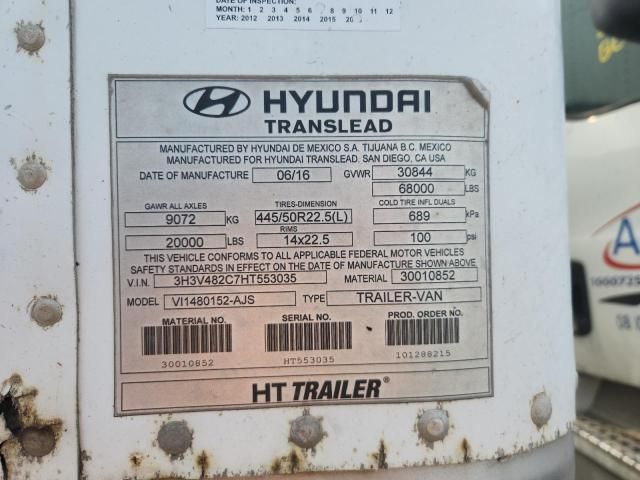 DATE OF INSPECTION:
MONTH: 1 2 3 4 5 6 8 9 10 11 12
YEAR: 2012 2013 2014 2015
HYUNDAI
TRANSLEAD
MANUFACTURED BY HYUNDAI DE MEXICO S.A. TIJUANA B.C. MEXICO
MANUFACTURED FOR HYUNDAI TRANSLEAD. SAN DIEGO, CA USA
DATE OF MANUFACTURE 06/16 GVWR 30844 KG
68000 LBS
GAWR ALL AXLES TIRES-DIMENSION COLD TIRE INFL DUALS
9072 KG 445/50R22.5(L) 689 kPa
RIMS
20000 LBS 14x22.5 100 psi
THIS VEHICLE CONFORMS TO ALL APPLICABLE FEDERAL MOTOR VEHICLES
SAFETY STANDARDS IN EFFECT ON THE DATE OF MANUFACTURE SHOWN ABOVE
V.I.N. 3H3V482C7HT553035 MATERIAL 30010852
MODEL VI1480152-AJS TYPE TRAILER-VAN
MATERIAL NO. SERIAL NO. PROD. ORDER NO.
30010852 HT553035 101288215
HT TRAILER®
A
1000725
08